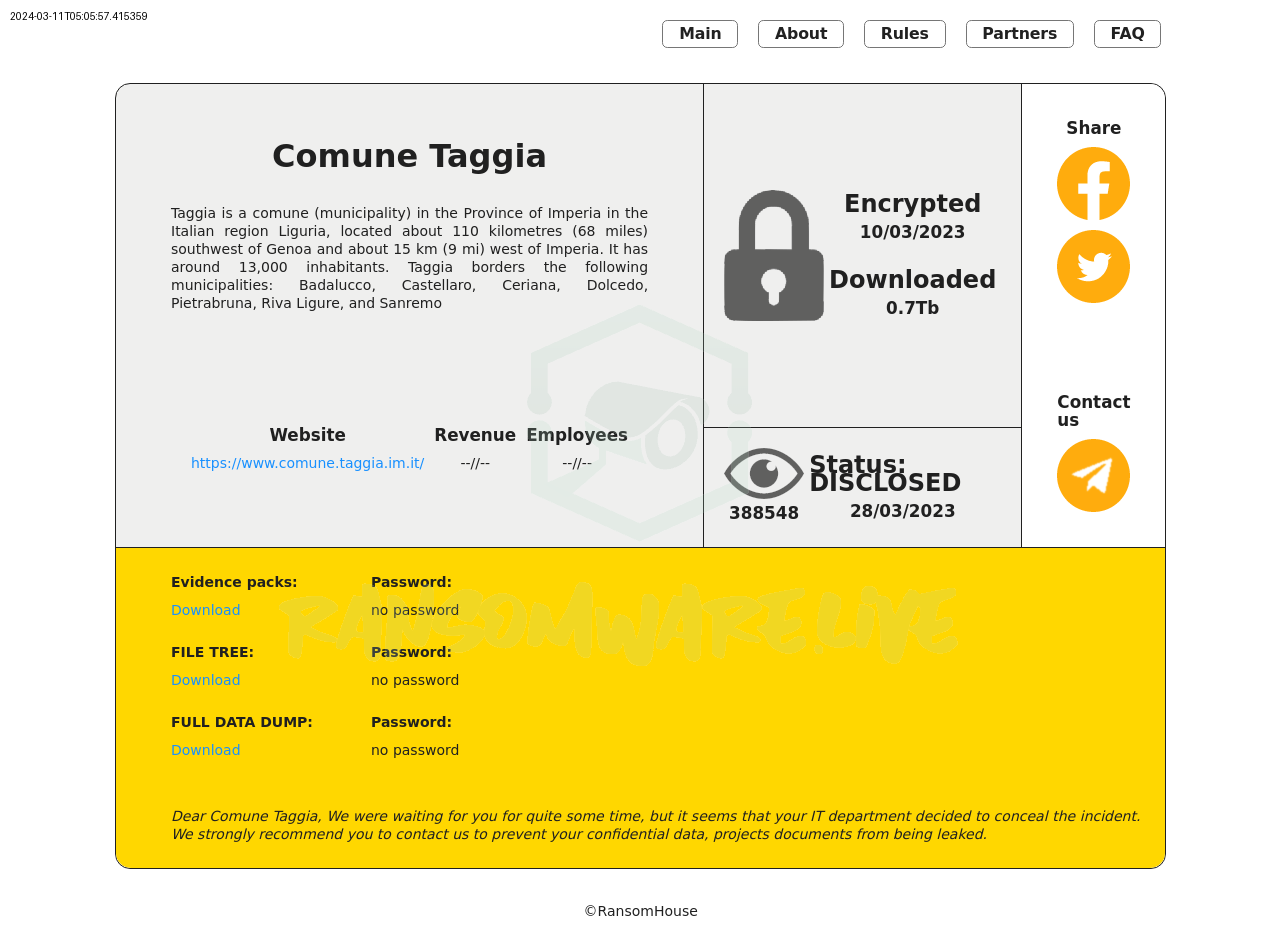 2024-03-11T05:05:57.415359
Main About Rules Partners FAQ
Comune Taggia
Taggia is a comune (municipality) in the Province of Imperia in the
Italian region Liguria, located about 110 kilometres (68 miles)
southwest of Genoa and about 15 km (9 mi) west of Imperia. It has
around 13,000 inhabitants. Taggia borders the following
municipalities: Badalucco, Castellaro, Ceriana, Dolcedo,
Pietrabruna, Riva Ligure, and Sanremo
Website Revenue Employees
https://www.comune.taggia.im.it/ --//-- --//--
Encrypted
10/03/2023
Downloaded
0.7Tb
Status:
DISCLOSED
388548 28/03/2023
Share
Contact
us
Evidence packs: Password:
Download no password
FILE TREE: Password:
Download no password
FULL DATA DUMP: Password:
Download no password
RANSOMWARE.LIVE
Dear Comune Taggia, We were waiting for you for quite some time, but it seems that your IT department decided to conceal the incident.
We strongly recommend you to contact us to prevent your confidential data, projects documents from being leaked.
©RansomHouse